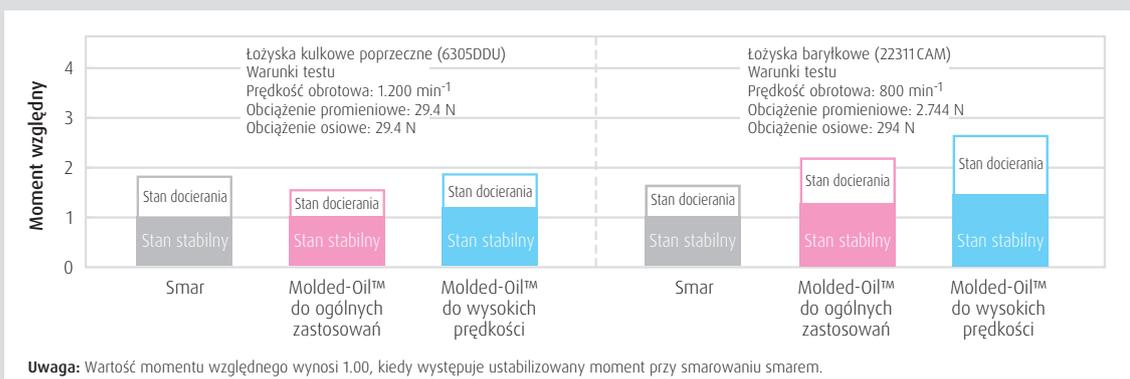 Moment względny
4
3
2
1
0
Łożyska kulkowe poprzeczne (6305DDU)
Warunki testu
Prędkość obrotowa: 1.200 min⁻¹
Obciążenie promieniowe: 29.4 N
Obciążenie osiowe: 29.4 N
Łożyska baryłkowe (22311 CAM)
Warunki testu
Prędkość obrotowa: 800 min⁻¹
Obciążenie promieniowe: 2.744 N
Obciążenie osiowe: 294 N
Stan docierania
Stan stabilny
Stan docierania
Stan stabilny
Stan docierania
Stan stabilny
Stan docierania
Stan stabilny
Stan docierania
Stan stabilny
Stan docierania
Stan stabilny
Smar
Molded-Oil™
do ogólnych
zastosowań
Molded-Oil™
do wysokich
prędkości
Smar
Molded-Oil™
do ogólnych
zastosowań
Molded-Oil™
do wysokich
prędkości
Uwaga: Wartość momentu względnego wynosi 1.00, kiedy występuje ustabilizowany moment przy smarowaniu smarem.